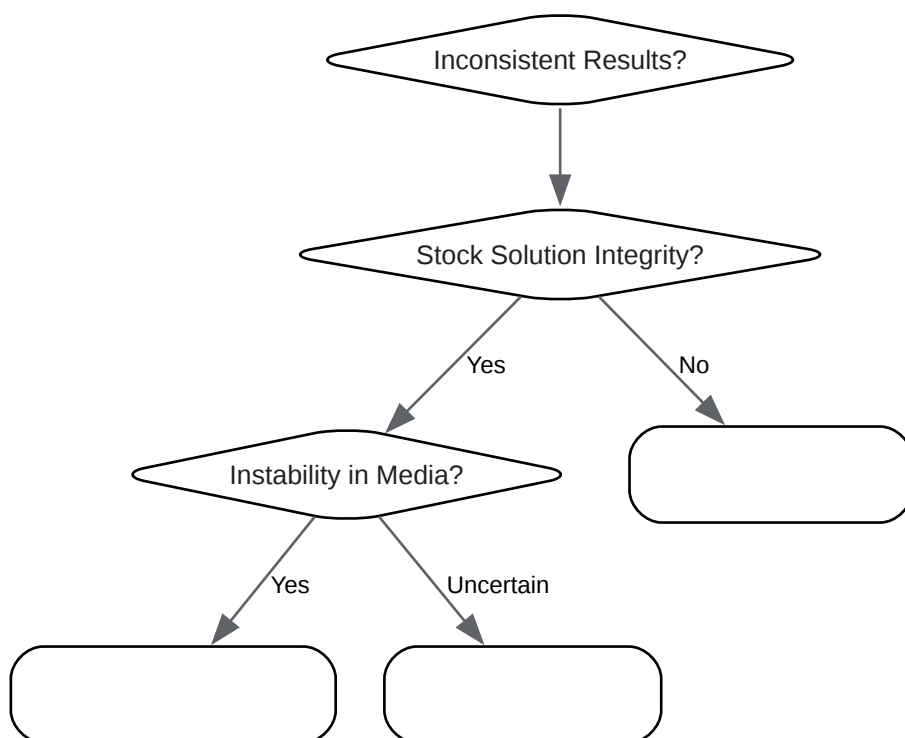 Inconsistent Results?
Stock Solution Integrity?
Yes
No
Instability in Media?
Yes
Uncertain